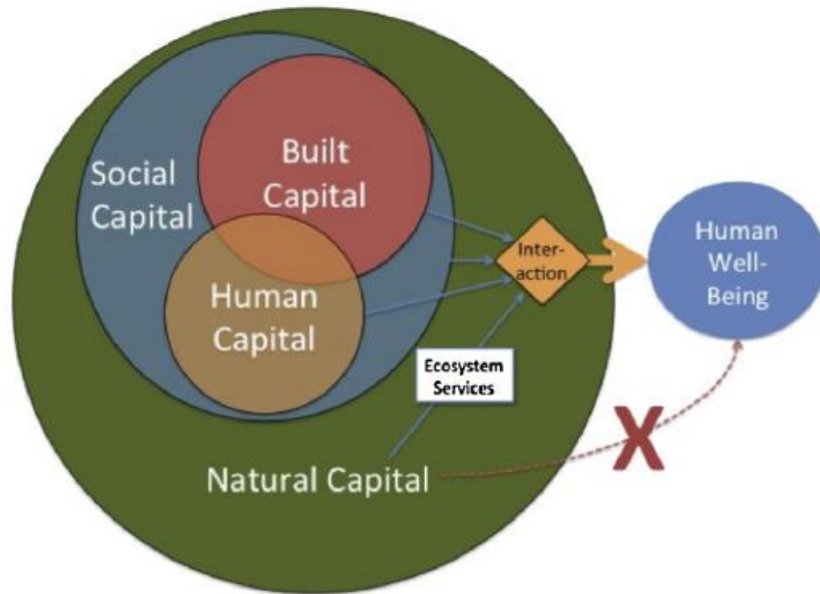 Built
Capital
Social
Capital
Human
Capital
Inter-
action
Human
Well-
Being
Ecosystem
Services
X
Natural Capital